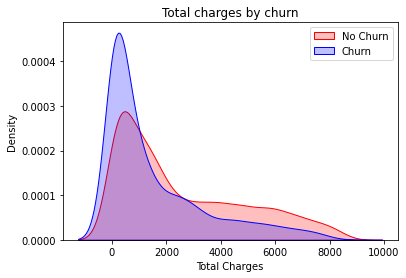 Total charges by churn
No Churn
Churn
Density
0.0004
0.0003
0.0002
0.0001
0.0000
0 2000 4000 6000 8000 10000
Total Charges